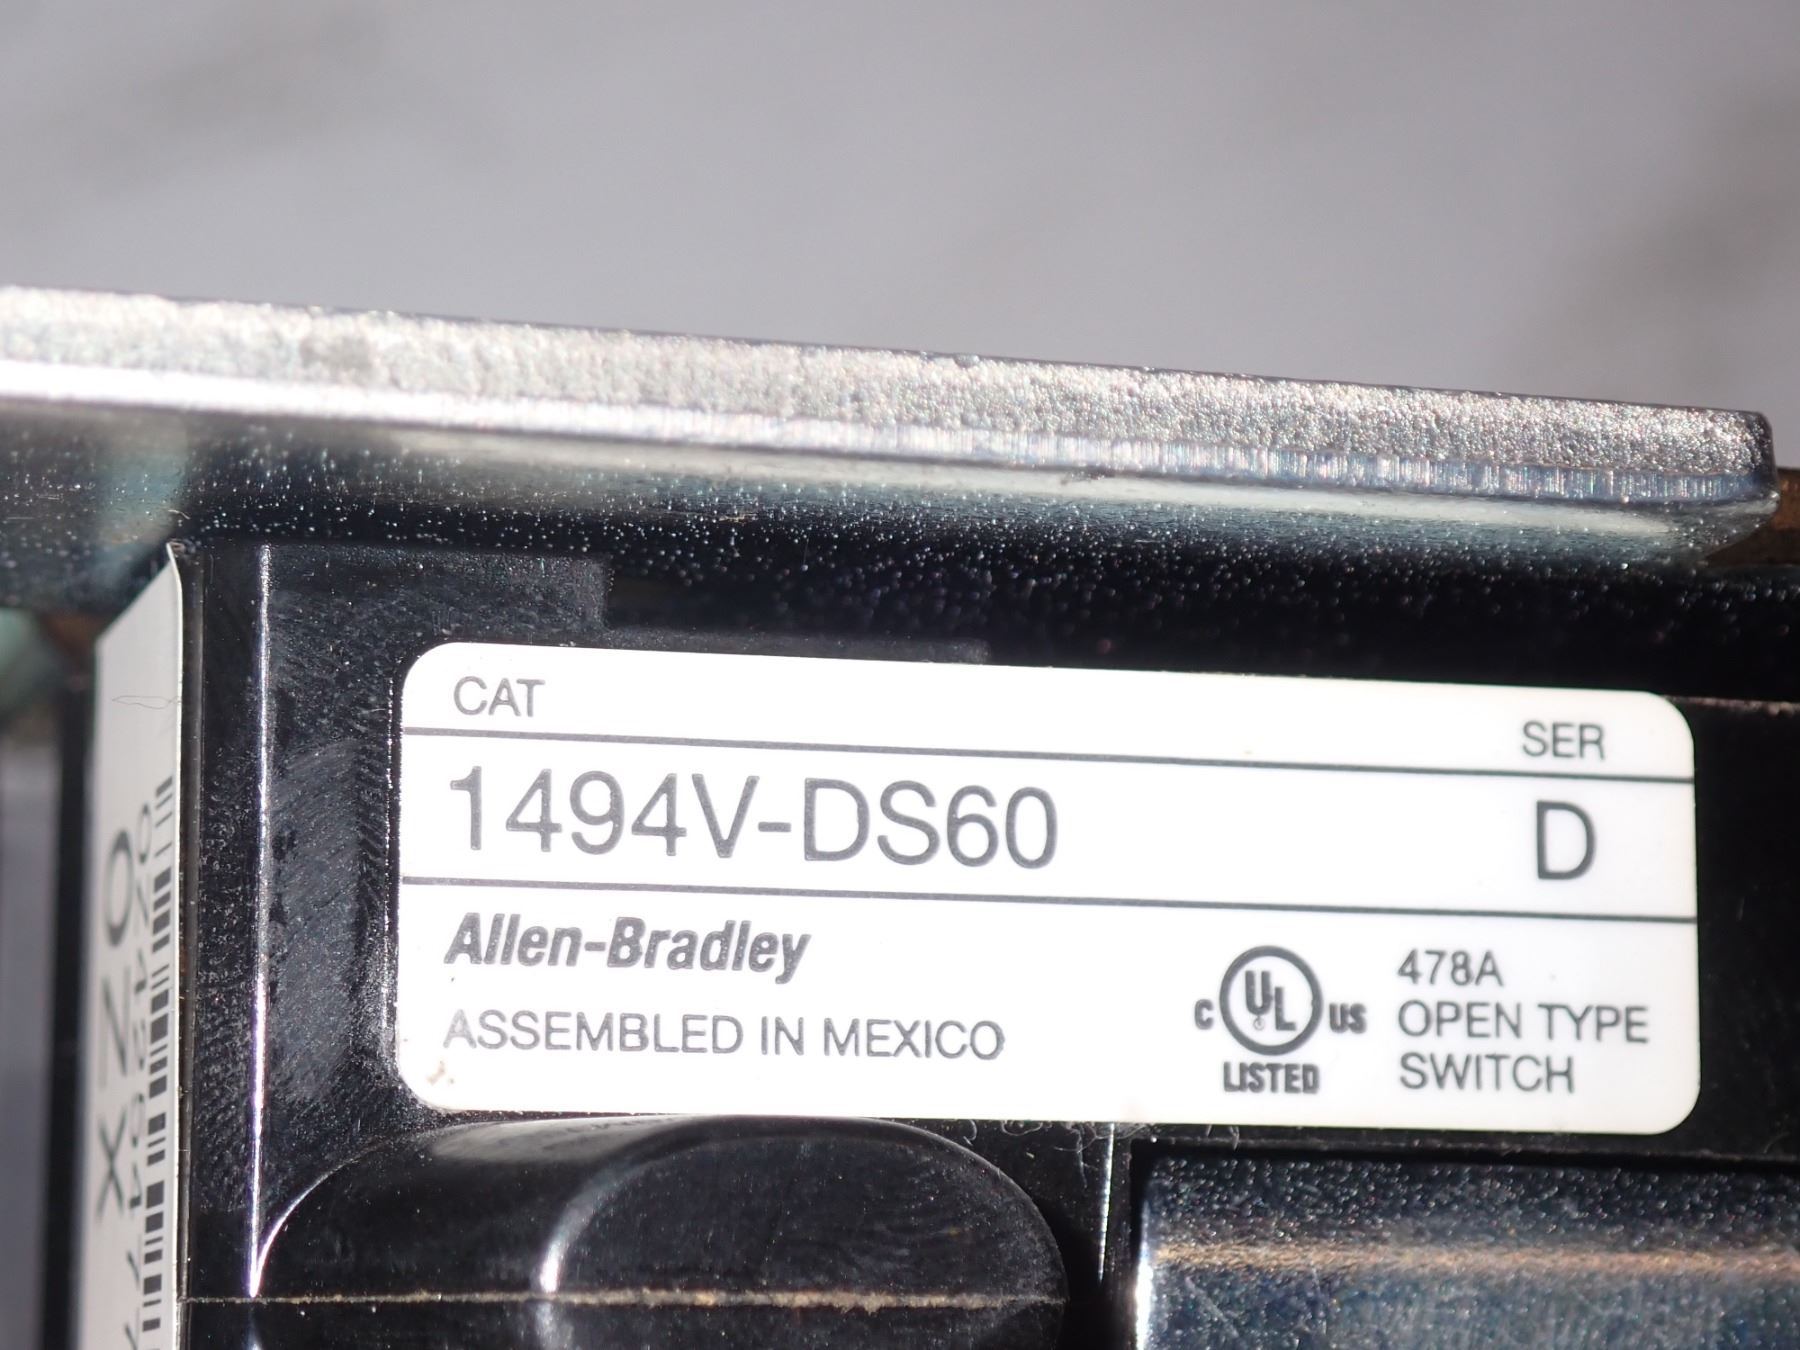 CAT
SER
1494V-DS60
D
Allen-Bradley
ASSEMBLED IN MEXICO
C UL US
LISTED
478A
OPEN TYPE
SWITCH